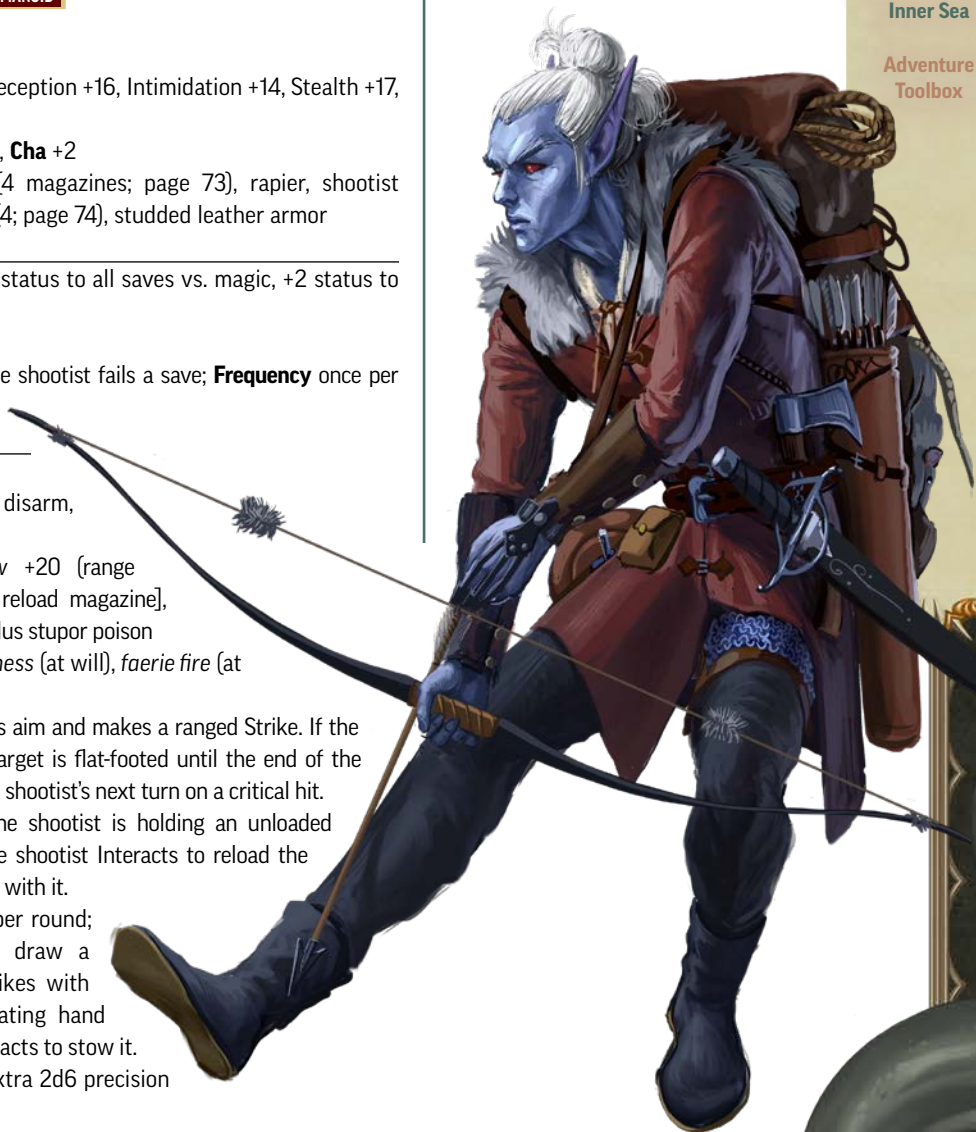 Inner Sea
Adventure
Toolbox
eception +16, Intimidation +14, Stealth +17,
, Cha +2
4 magazines; page 73), rapier, shootist
4; page 74), studded leather armor
status to all saves vs. magic, +2 status to
e shootist fails a save; Frequency once per
disarm,
w +20 (range
reload magazine],
lus stupor poison
ness (at will), faerie fire (at
s aim and makes a ranged Strike. If the
arget is flat-footed until the end of the
shootist's next turn on a critical hit.
he shootist is holding an unloaded
e shootist Interacts to reload the
with it.
per round;
draw a
ikes with
ating hand
acts to stow it.
xtra 2d6 precision